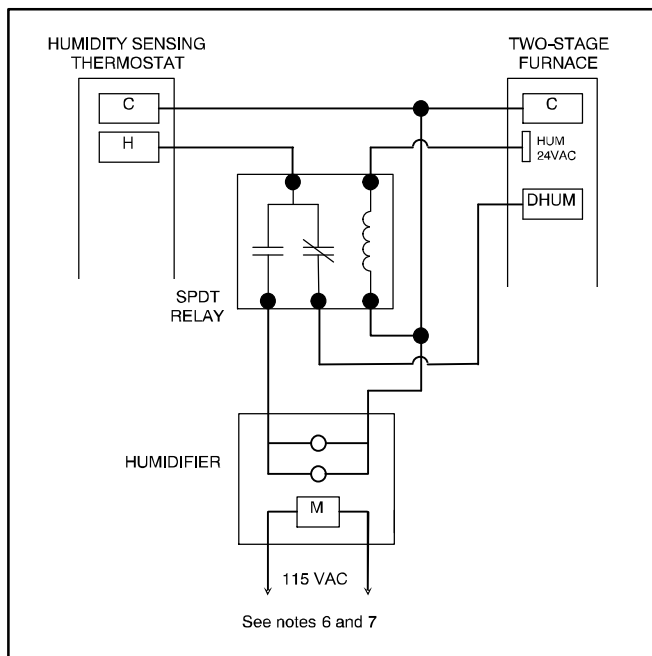 HUMIDITY SENSING
THERMOSTAT
TWO-STAGE
FURNACE
C
C
H
HUM
24VAC
DHUM
SPDT
RELAY
HUMIDIFIER
M
115 VAC
See notes 6 and 7